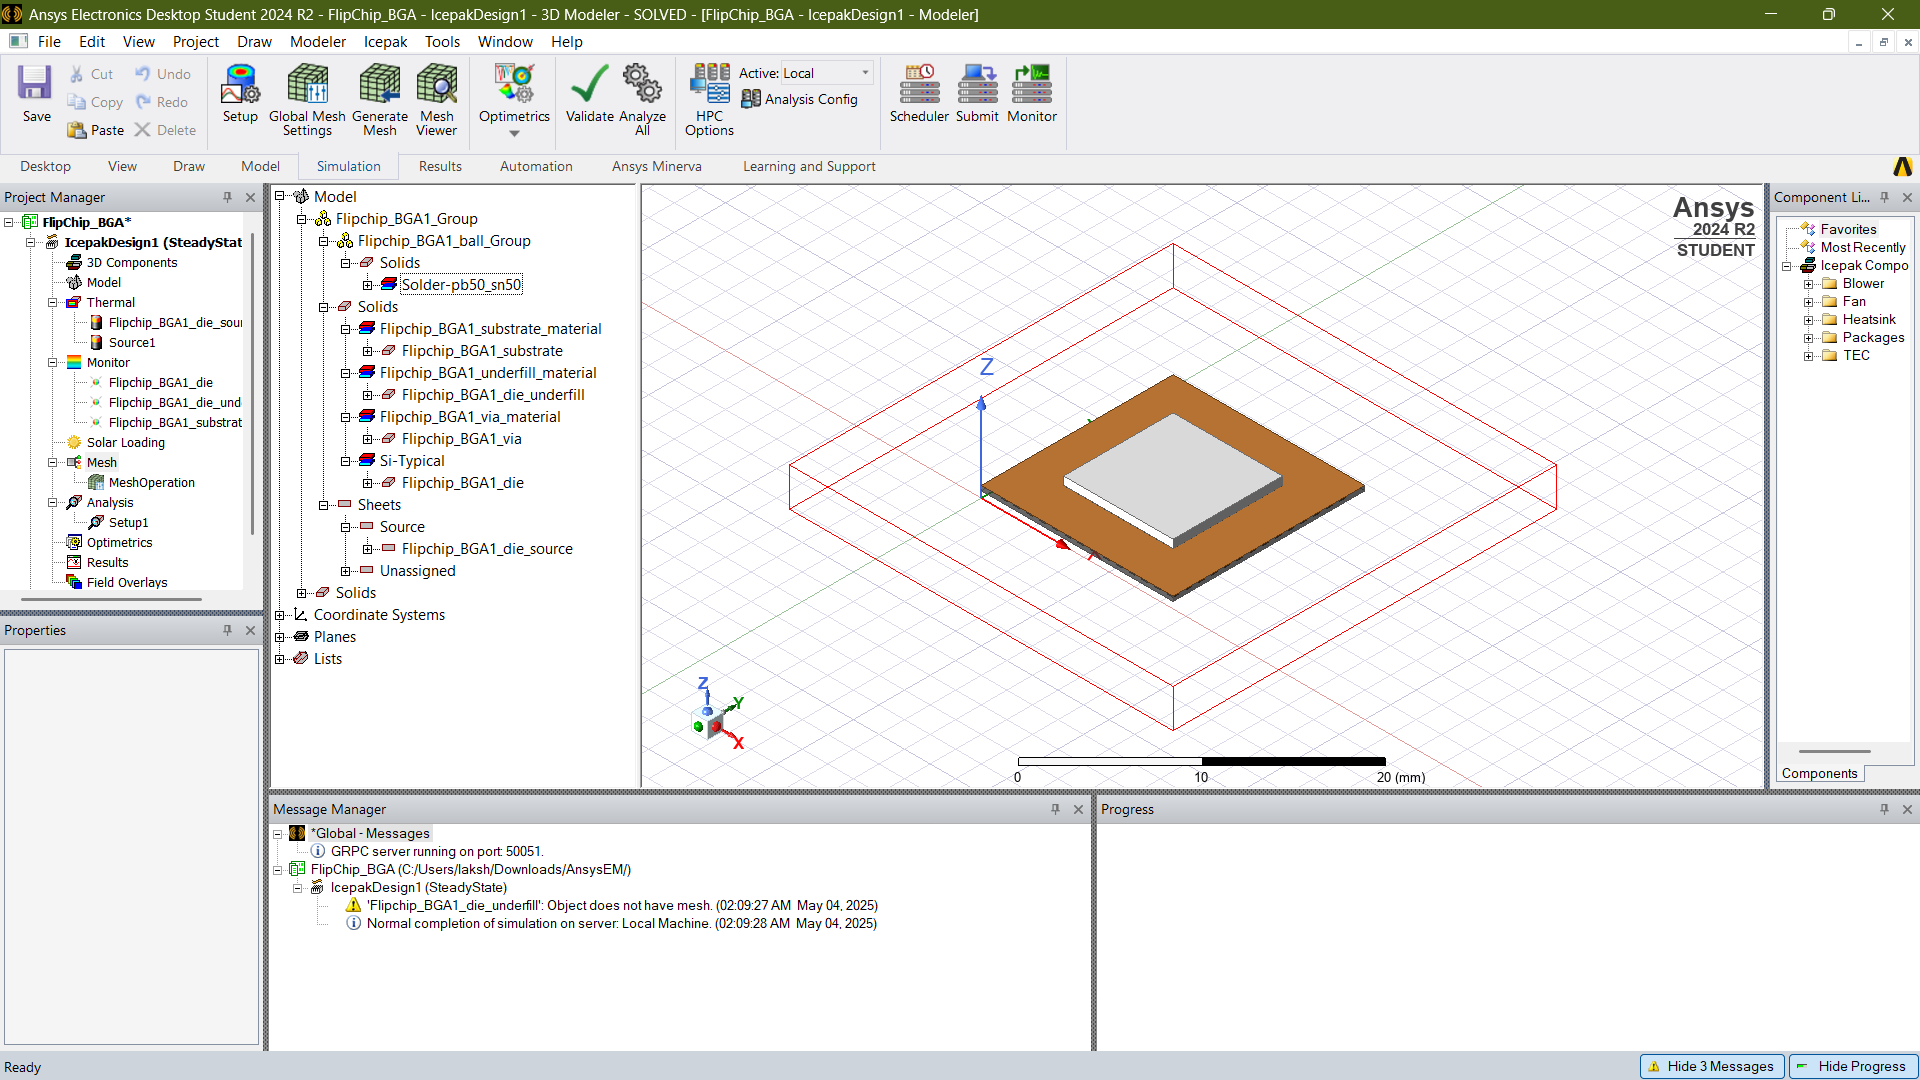 Ansys Electronics Desktop Student 2024 R2 - FlipChip_BGA - IcepakDesign1 - 3D Modeler - SOLVED - [FlipChip_BGA - IcepakDesign1 - Modeler]
File Edit View Project Draw Modeler Icepak Tools Window Help
Save
Cut
Copy
Paste
Undo
Redo
Delete
Setup
Global Mesh Settings
Generate Mesh
Mesh Viewer
Optimetrics
Validate
Analyze All
HPC Options
Active: Local
Analysis Config
Scheduler
Submit
Monitor
Desktop View Draw Model Simulation Results Automation Ansys Minerva Learning and Support
Project Manager
FlipChip_BGA*
IcepakDesign1 (SteadyStat
3D Components
Model
Thermal
Flipchip_BGA1_die_sour
Source1
Monitor
Flipchip_BGA1_die
Flipchip_BGA1_die_und
Flipchip_BGA1_substrat
Solar Loading
Mesh
MeshOperation
Analysis
Setup1
Optimetrics
Results
Field Overlays
Properties
Model
Flipchip_BGA1_Group
Flipchip_BGA1_ball_Group
Solids
Solder-pb50_sn50
Solids
Flipchip_BGA1_substrate_material
Flipchip_BGA1_substrate
Flipchip_BGA1_underfill_material
Flipchip_BGA1_die_underfill
Flipchip_BGA1_via_material
Flipchip_BGA1_via
Si-Typical
Flipchip_BGA1_die
Sheets
Source
Flipchip_BGA1_die_source
Unassigned
Solids
Coordinate Systems
Planes
Lists
Ansys
2024 R2
STUDENT
Z
Z
Y
X
0 10 20 (mm)
Component Li...
Favorites
Most Recently
Icepak Compo
Blower
Fan
Heatsink
Packages
TEC
Components
Message Manager
*Global - Messages
GRPC server running on port: 50051.
FlipChip_BGA (C:/Users/laksh/Downloads/AnsysEM/)
IcepakDesign1 (SteadyState)
'Flipchip_BGA1_die_underfill': Object does not have mesh. (02:09:27 AM May 04, 2025)
Normal completion of simulation on server: Local Machine. (02:09:28 AM May 04, 2025)
Progress
Ready
Hide 3 Messages
Hide Progress